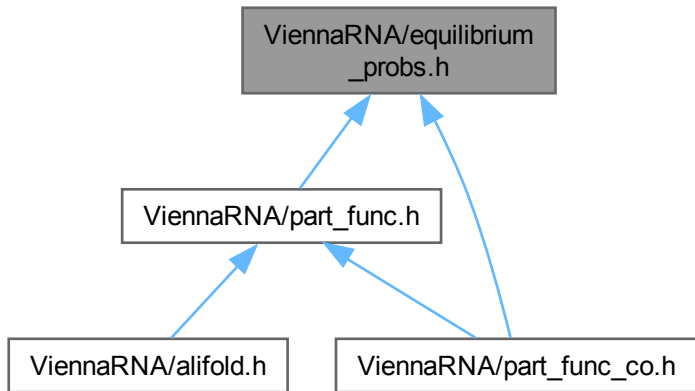 ViennaRNA/equilibrium
_probs.h
ViennaRNA/part_func.h
ViennaRNA/alifold.h
ViennaRNA/part_func_co.h